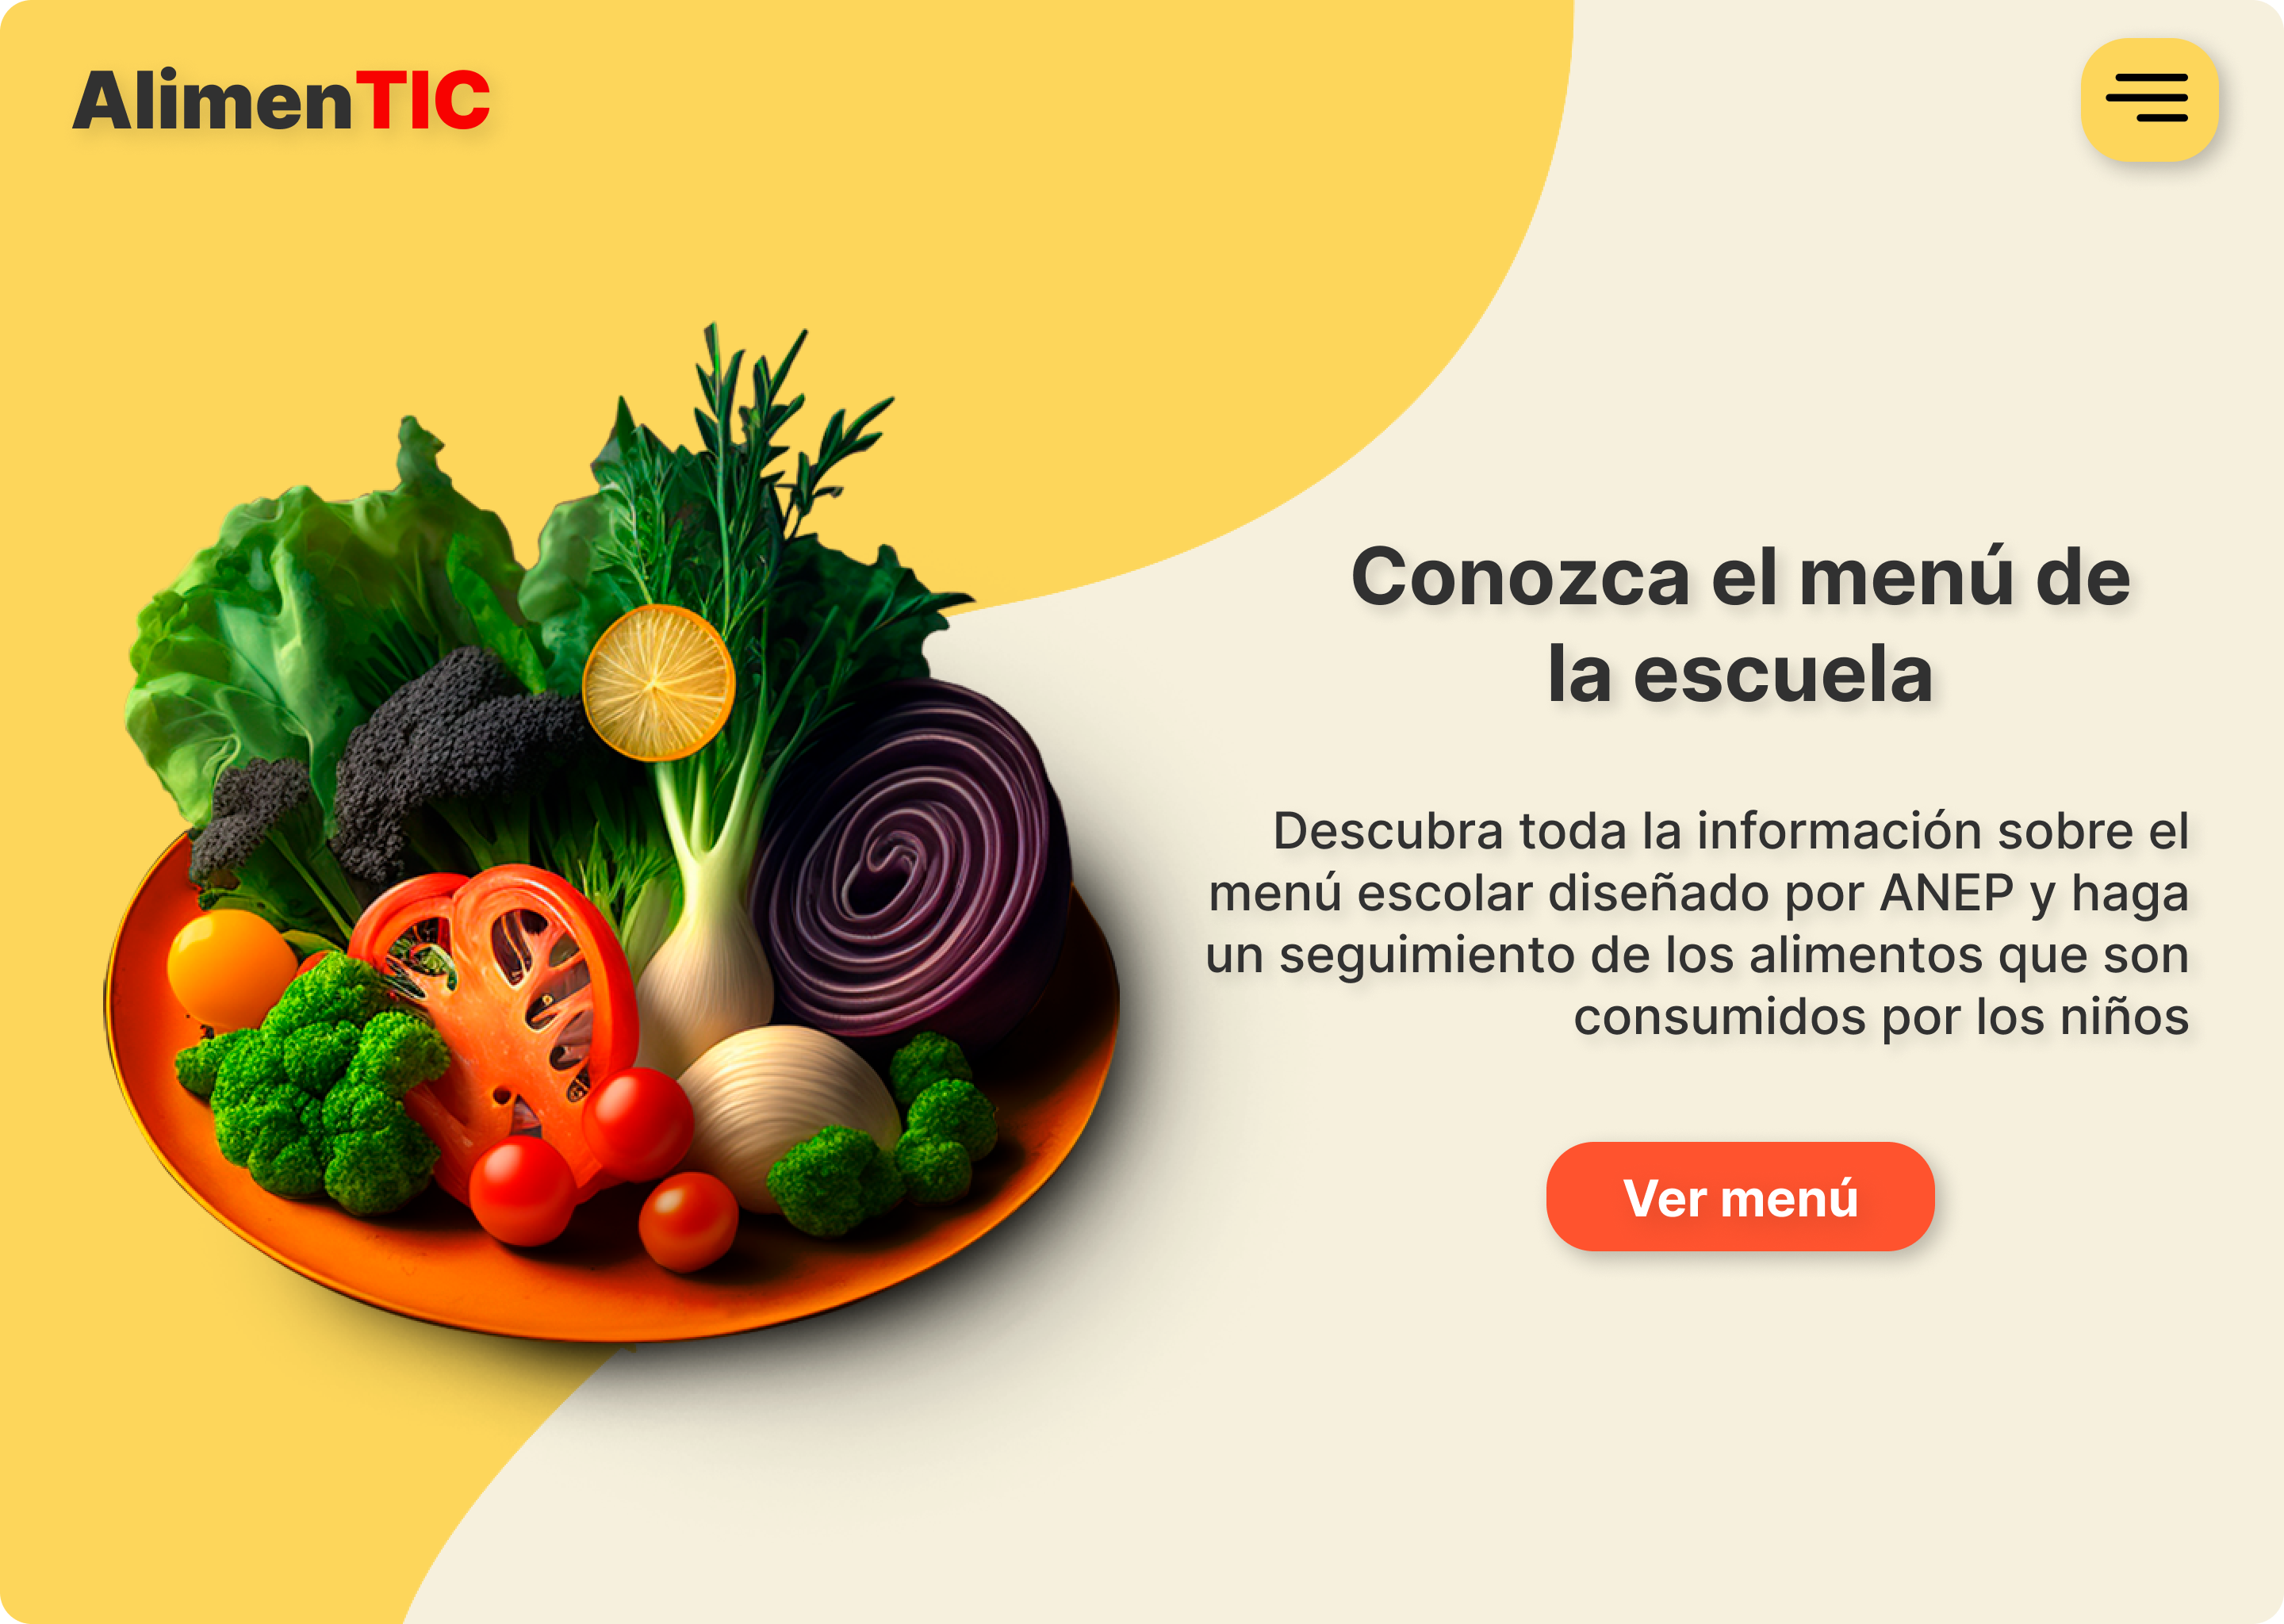 AlimenTIC
Conozca el menú de
la escuela
Descubra toda la información sobre el
menú escolar diseñado por ANEP y haga
un seguimiento de los alimentos que son
consumidos por los niños
Ver menú